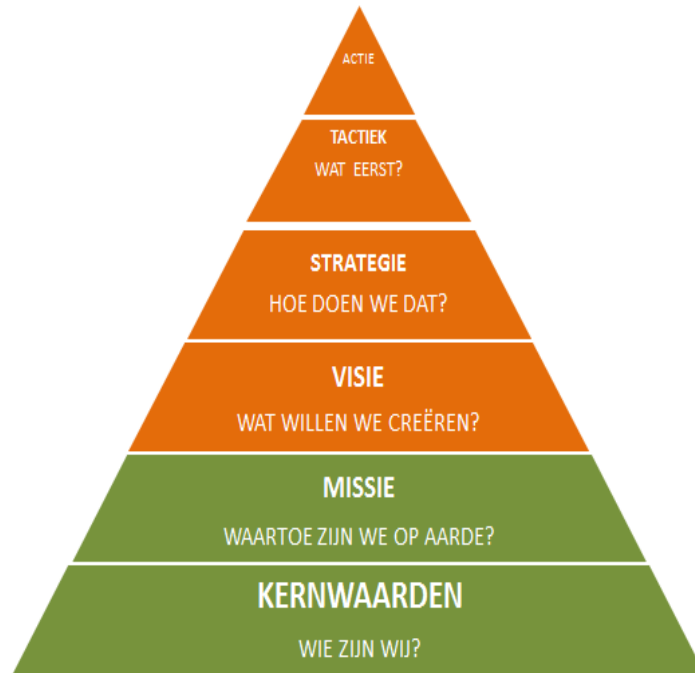 ACTIE
TACTIEK
WAT EERST?
STRATEGIE
HOE DOEN WE DAT?
VISIE
WAT WILLEN WE CREËREN?
MISSIE
WAARTOE ZIJN WE OP AARDE?
KERNWAARDEN
WIE ZIJN WIJ?